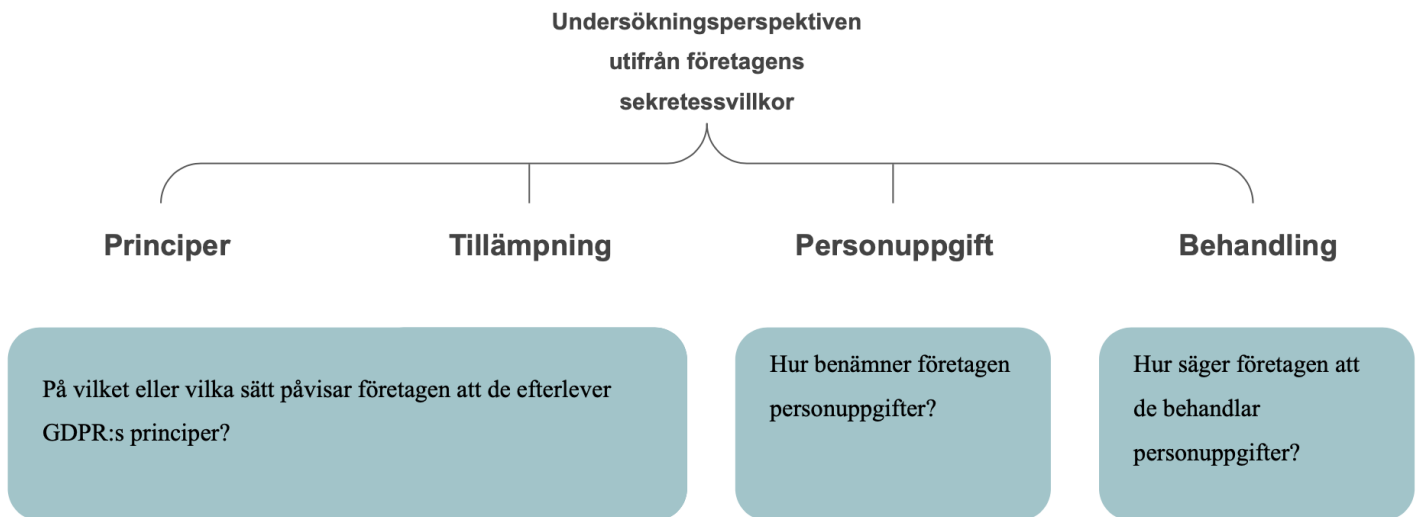 Undersökningsperspektiven
utifrån företagens
sekretessvillkor
Principer
Tillämpning
Personuppgift
Behandling
På vilket eller vilka sätt påvisar företagen att de efterlever
GDPR:s principer?
Hur benämner företagen
personuppgifter?
Hur säger företagen att
de behandlar
personuppgifter?